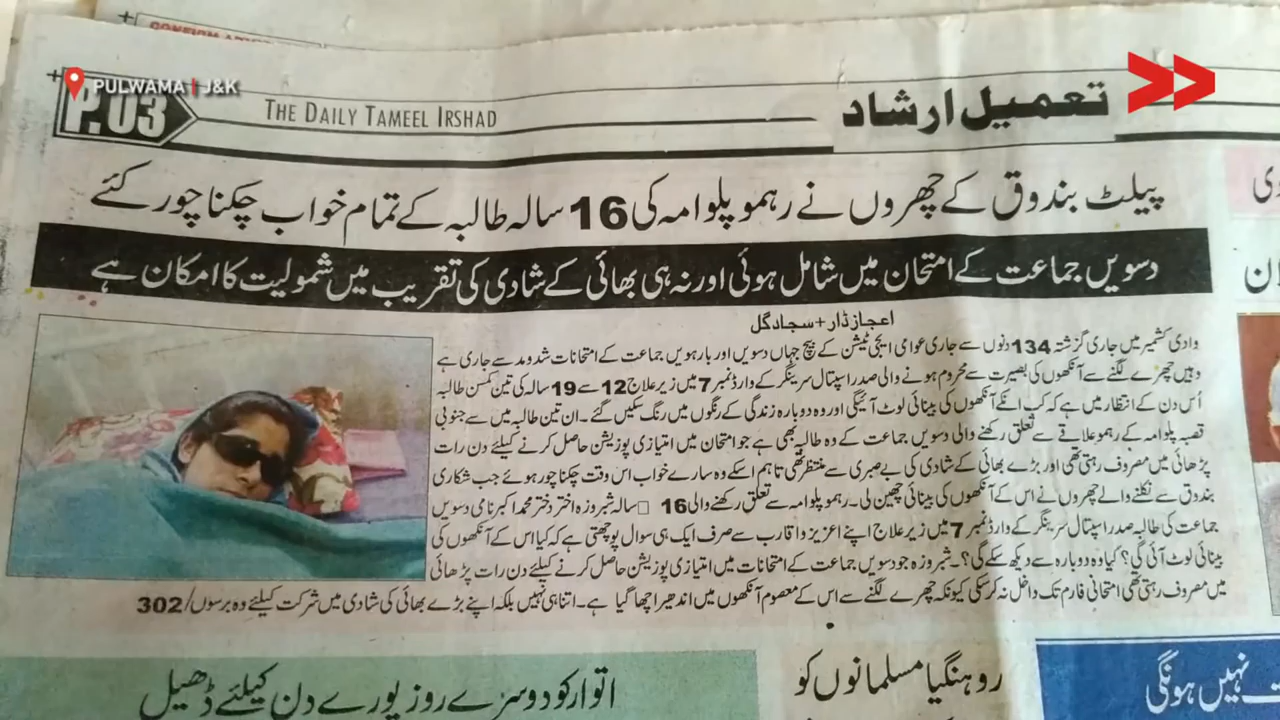 PULWAMA | J&K
P.03
THE DAILY TAMEEL IRSHAD
تعمیل ارشاد
پیلٹ بندوق کے چھروں نے رہمو پلوامہ کی 16 سالہ طالبہ کے تمام خواب چکنا چور کئے
دسویں جماعت کے امتحان میں شامل ہوئی اور نہ ہی بھائی کے شادی کی تقریب میں شمولیت کا امکان ہے
اعجاز ڈار + سجاد گل
وادی کشمیر میں جاری گزشتہ 134 دنوں سے جاری عوامی ایجی ٹیشن کے بیچ جہاں دسویں اور بارہویں جماعت کے امتحانات شدومد سے جاری ہے
وہیں چھرے لگنے سے آنکھوں کی بصیرت سے محروم ہونے والی صدر اسپتال سرینگر کے وارڈ نمبر 7 میں زیر علاج 12 سے 19 سالہ کی تین کمسن طالبہ
اُس دن کے انتظار میں ہے کہ کب انکے آنکھوں کی بینائی لوٹ آئیگی اور وہ دوبارہ زندگی کے رنگوں میں رنگ سکیں گے۔ ان تین طالبہ میں سے جنوبی
قصبہ پلوامہ کے رہمو علاقے سے تعلق رکھنے والی دسویں جماعت کے وہ طالبہ بھی ہے جو امتحان میں امتیازی پوزیشن حاصل کرنے کیلئے دن رات
پڑھائی میں مصروف رہتی تھی اور بڑے بھائی کے شادی کی بے صبری سے منتظر تھی تاہم اسکے وہ سارے خواب اس وقت چکنا چور ہوئے جب شکاری
بندوق سے نکلنے والے چھروں نے اس کے آنکھوں کی بینائی چھین لی۔ رہمو پلوامہ سے تعلق رکھنے والی 16 سالہ شبروزہ اختر دختر محمد اکبر نامی دسویں
جماعت کی طالبہ صدر اسپتال سرینگر کے وارڈ نمبر 7 میں زیر علاج اپنے اعزیز و اقارب سے صرف ایک ہی سوال پوچھتی ہے کہ کیا اس کے آنکھوں کی
بینائی لوٹ آئی گی؟ کیا وہ دوبارہ سے دیکھ سکے گی؟۔ شبروزہ جو دسویں جماعت کے امتحانات میں امتیازی پوزیشن حاصل کرنے کیلئے دن رات پڑھائی
میں مصروف رہتی تھی امتحانی فارم تک داخل نہ کر سکی کیونکہ چھرے لگنے سے اس کے معصوم آنکھوں میں اندھیرا چھا گیا ہے۔ اتنا ہی نہیں بلکہ اپنے بڑے بھائی کی شادی میں شرکت کیلئے وہ برسوں/302
اتوار کو دوسرے روز پورے دن کیلئے ڈھیل
روہنگیا مسلمانوں کو
نہیں ہونگی